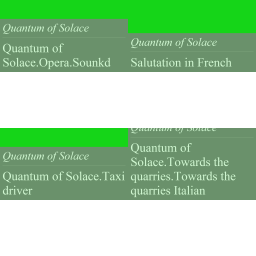 Quantum of Solace
Quantum of
Solace.Opera.Sounkd
Quantum of Solace
Salutation in French
Quantum of Solace
Quantum of Solace.Taxi
driver
Quantum of Solace
Quantum of
Solace.Towards the
quarries.Towards the
quarries Italian